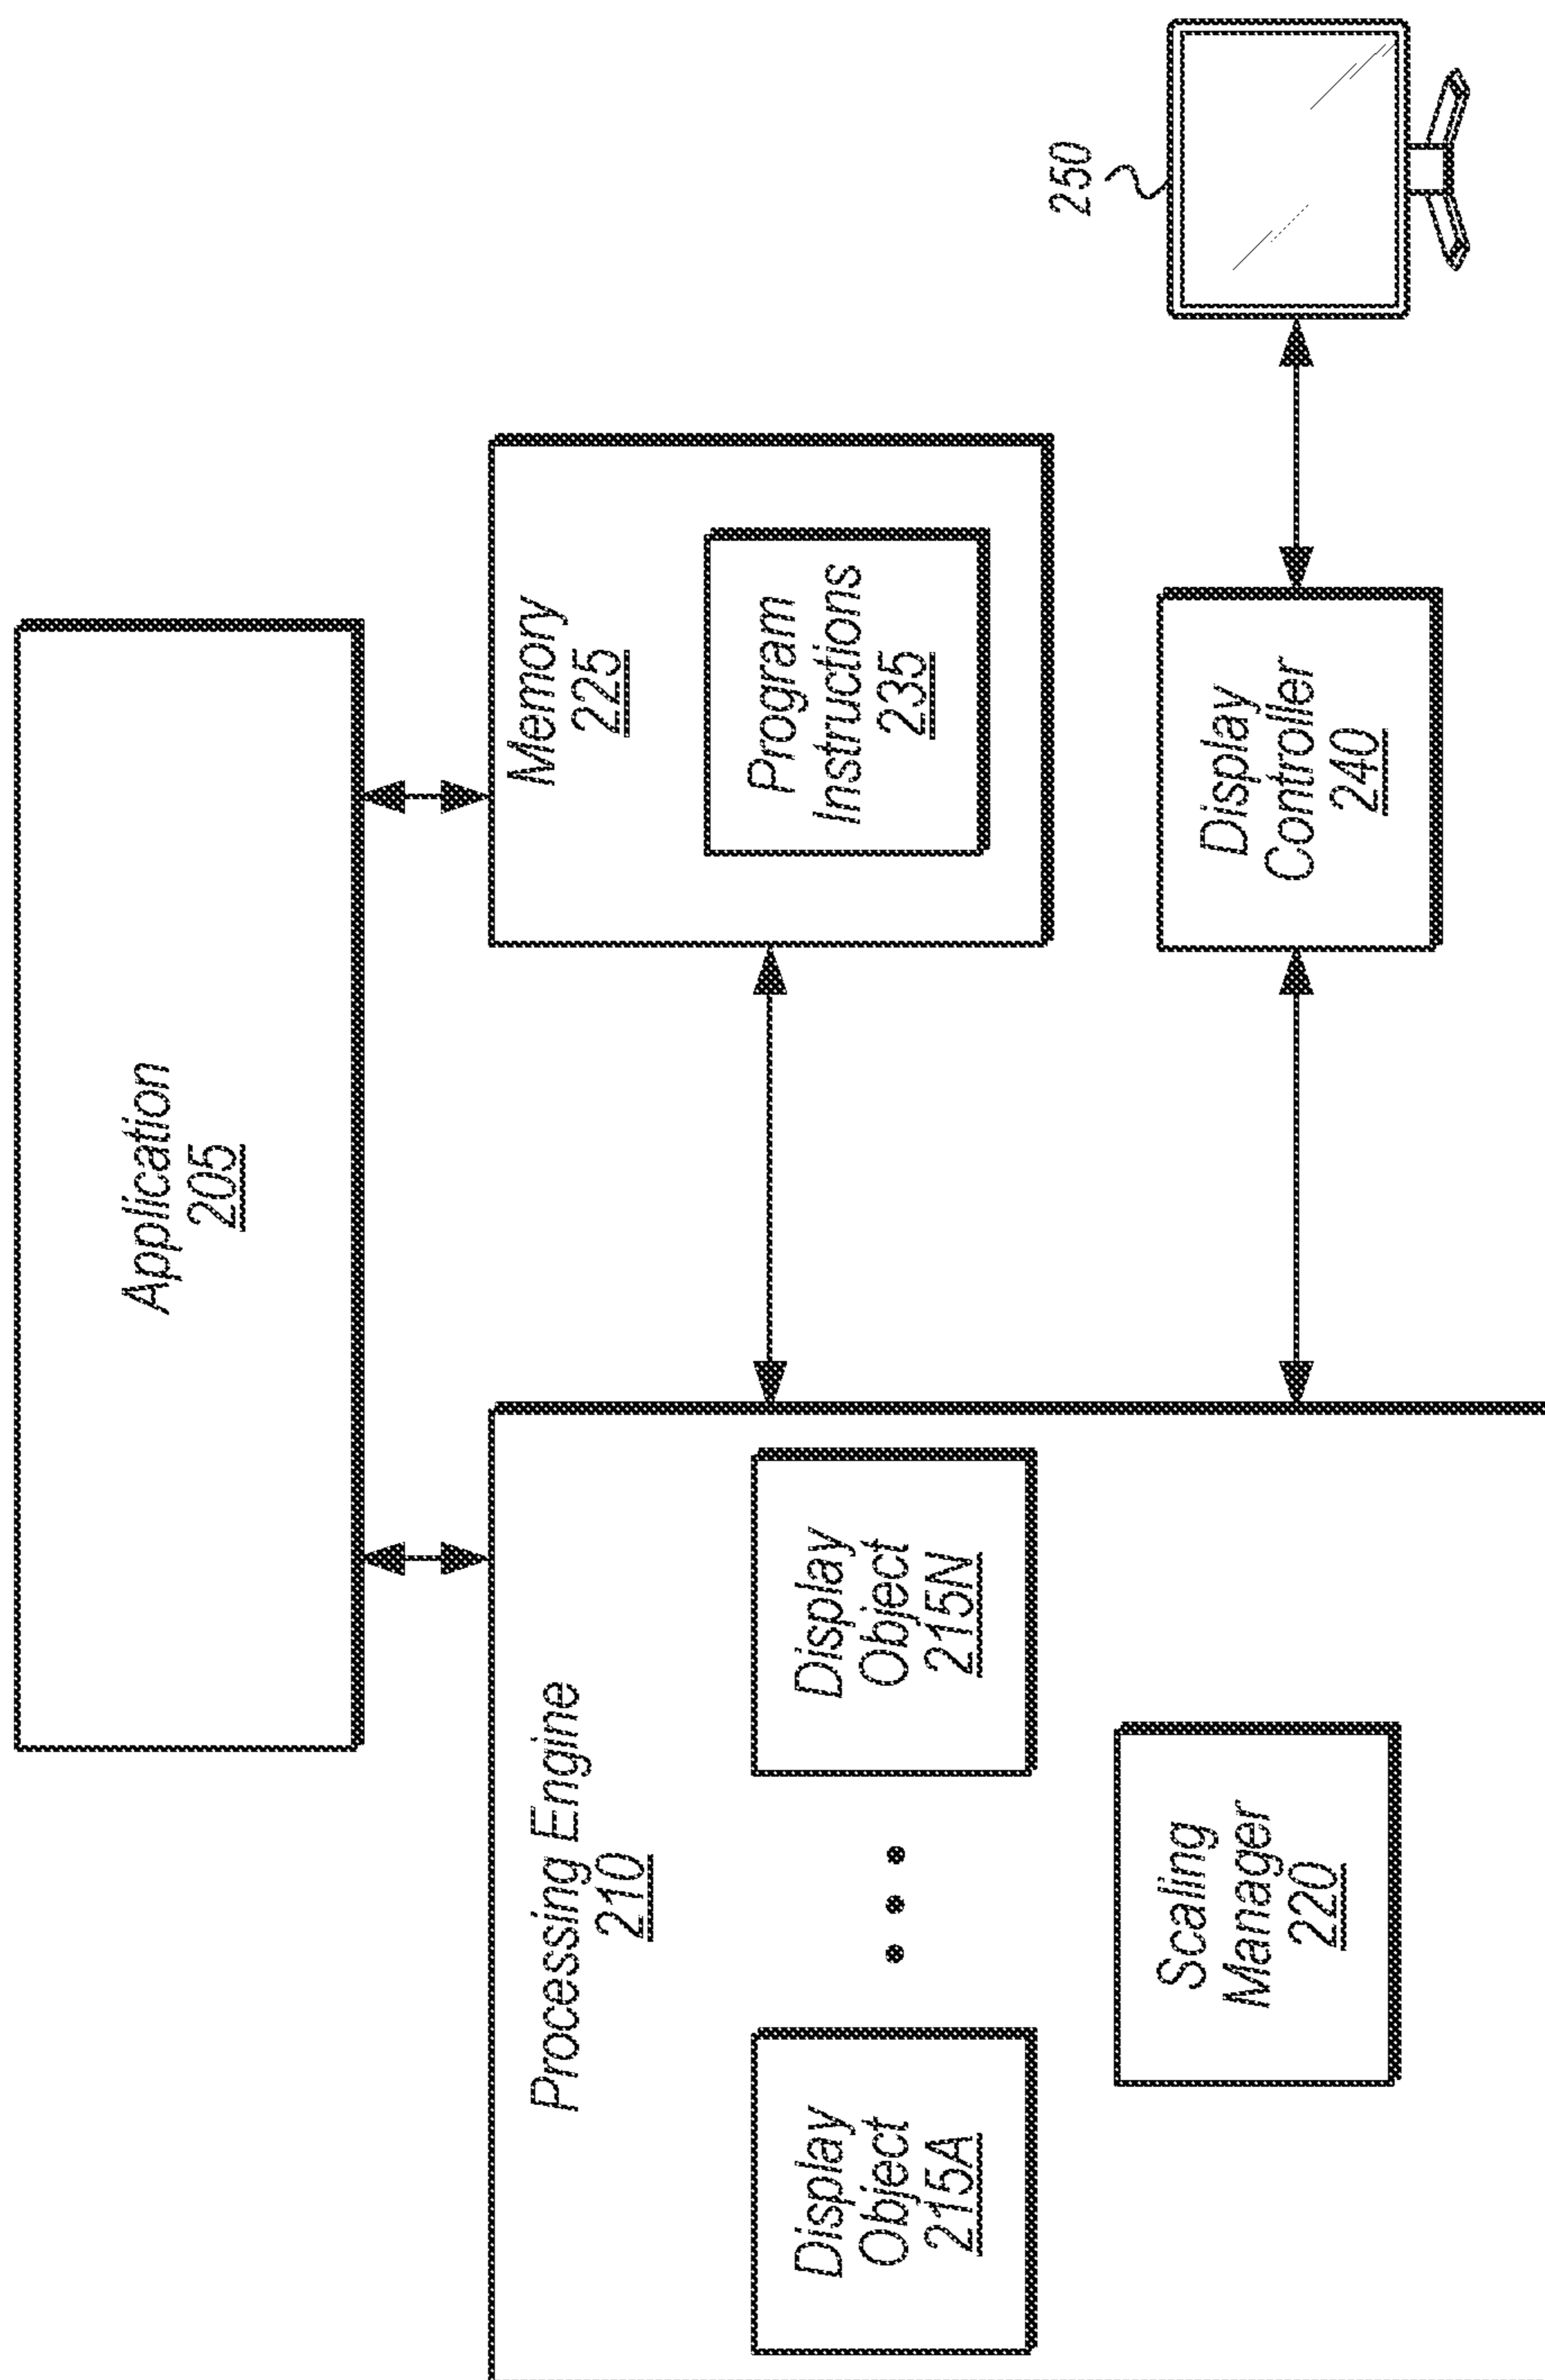 Application
205
Processing Engine
210
Display
Object
215A
Display
Object
215N
Scaling
Manager
220
Memory
225
Program
Instructions
235
Display
Controller
240
250